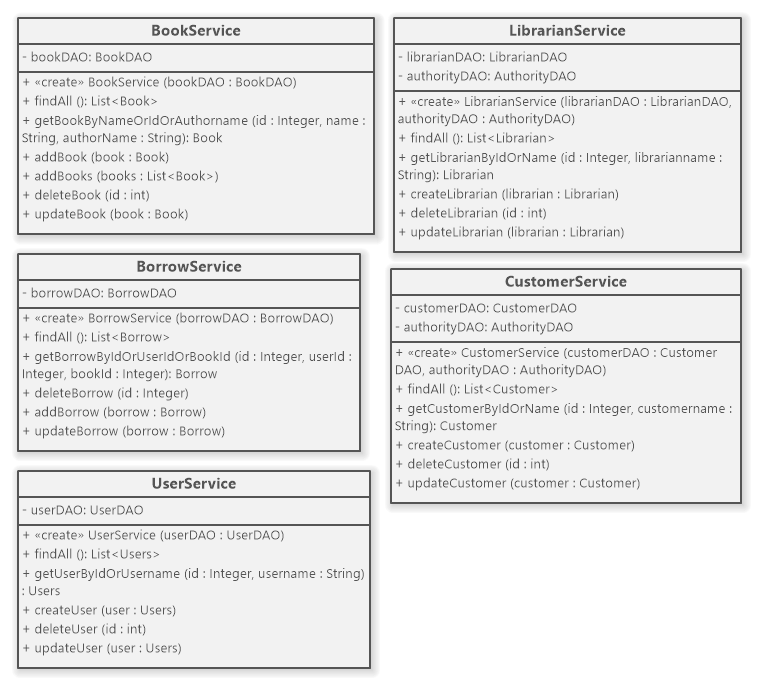 BookService
- bookDAO: BookDAO
+ «create» BookService (bookDAO : BookDAO)
+ findAll (): List<Book>
+ getBookByNameOrIdOrAuthorname (id : Integer, name :
String, authorName : String): Book
+ addBook (book : Book)
+ addBooks (books : List<Book>)
+ deleteBook (id : int)
+ updateBook (book : Book)
LibrarianService
- librarianDAO: LibrarianDAO
- authorityDAO: AuthorityDAO
+ «create» LibrarianService (librarianDAO : LibrarianDAO,
authorityDAO : AuthorityDAO)
+ findAll (): List<Librarian>
+ getLibrarianByIdOrName (id : Integer, librarianname :
String): Librarian
+ createLibrarian (librarian : Librarian)
+ deleteLibrarian (id : int)
+ updateLibrarian (librarian : Librarian)
BorrowService
- borrowDAO: BorrowDAO
+ «create» BorrowService (borrowDAO : BorrowDAO)
+ findAll (): List<Borrow>
+ getBorrowByIdOrUserIdOrBookId (id : Integer, userId :
Integer, bookId : Integer): Borrow
+ deleteBorrow (id : Integer)
+ addBorrow (borrow : Borrow)
+ updateBorrow (borrow : Borrow)
CustomerService
- customerDAO: CustomerDAO
- authorityDAO: AuthorityDAO
+ «create» CustomerService (customerDAO : Customer
DAO, authorityDAO : AuthorityDAO)
+ findAll (): List<Customer>
+ getCustomerByIdOrName (id : Integer, customername :
String): Customer
+ createCustomer (customer : Customer)
+ deleteCustomer (id : int)
+ updateCustomer (customer : Customer)
UserService
- userDAO: UserDAO
+ «create» UserService (userDAO : UserDAO)
+ findAll (): List<Users>
+ getUserByIdOrUsername (id : Integer, username : String)
: Users
+ createUser (user : Users)
+ deleteUser (id : int)
+ updateUser (user : Users)